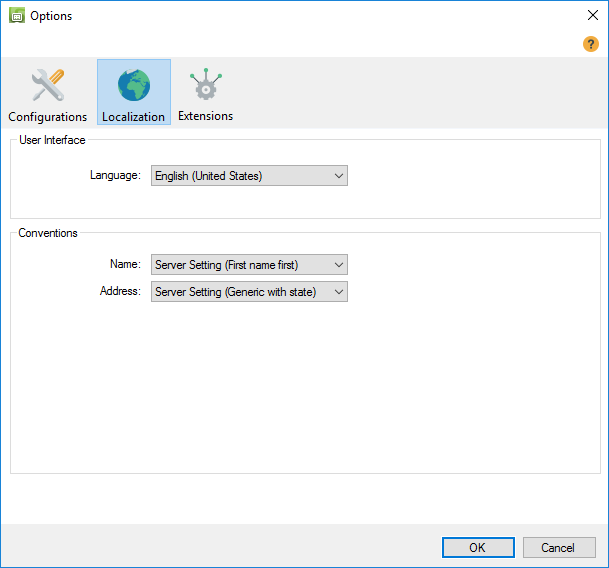 Options
?
Configurations
Localization
Extensions
User Interface
Language: English (United States)
Conventions
Name: Server Setting (First name first)
Address: Server Setting (Generic with state)
OK
Cancel